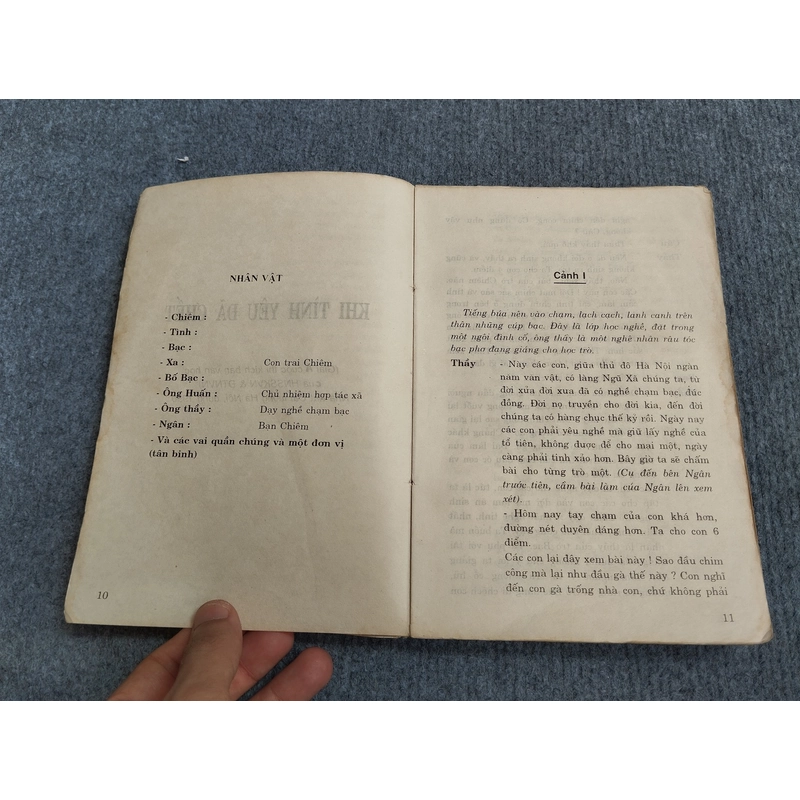 NHÂN VẬT
- Chiêm :
- Tình :
- Bạc :
- Xa : Con trai Chiêm
- Bố Bạc :
- Ông Huấn : Chủ nhiệm hợp tác xã
- Ông thầy : Dạy nghề chạm bạc
- Ngân : Bạn Chiêm
- Và các vai quần chúng và một đơn vị
(tân binh)
10
Cảnh I
Tiếng búa nện vào chạm, lạch cạch, lanh canh trên
thân những cúp bạc. Đây là lớp học nghề, đặt trong
một ngôi đình cổ, ông thầy là một nghệ nhân râu tóc
bạc phơ đang giảng cho học trò.
Thầy - Này các con, giữa thủ đô Hà Nội ngàn
năm văn vật, có làng Ngũ Xã chúng ta, từ
đời xửa đời xưa đã có nghề chạm bạc, đúc
đồng. Đời nọ truyền cho đời kia, đến đời
chúng ta có hàng chục thế kỷ rồi. Ngày nay
các con phải yêu nghề mà giữ lấy nghề của
tổ tiên, không được để cho mai một, ngày
càng phải tinh xảo hơn. Bây giờ ta sẽ chấm
bài cho từng trò một. (Cụ đến bên Ngân
trước tiên, cầm bài làm của Ngân lên xem
xét).
- Hôm nay tay chạm của con khá hơn,
đường nét duyên dáng hơn. Ta cho con 6
điểm.
Các con lại đây xem bài này ! Sao đầu chim
công mà lại như đầu gà thế này ? Con nghĩ
đến con gà trống nhà con, chứ không phải
11